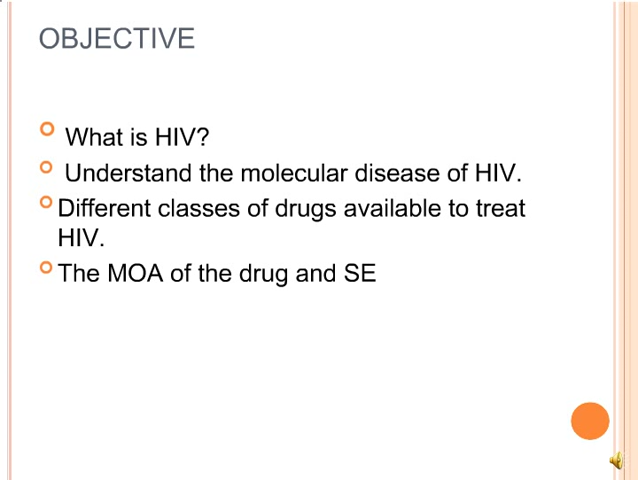 OBJECTIVE
What is HIV?
Understand the molecular disease of HIV.
Different classes of drugs available to treat
HIV.
The MOA of the drug and SE